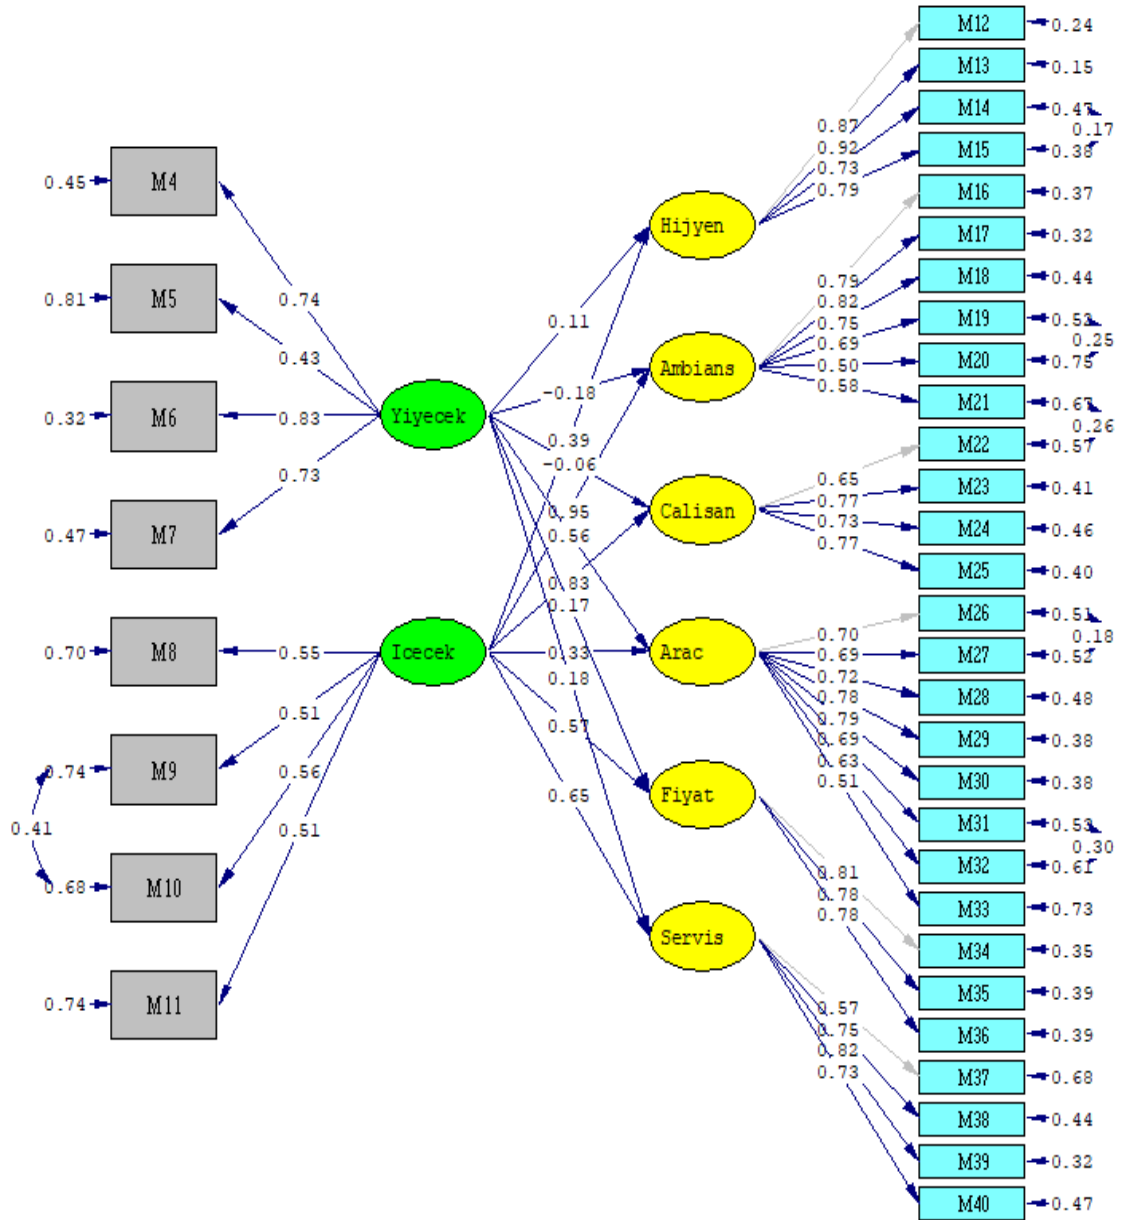 M4
M5
M6
M7
M8
M9
M10
M11
0.45
0.81
0.32
0.47
0.70
0.74
0.68
0.74
0.41
0.74
0.43
0.83
0.73
0.55
0.51
0.56
0.51
Yiyecek
Icecek
0.11
-0.18
0.39
-0.06
0.95
0.56
0.83
0.17
0.33
0.18
0.57
0.65
Hijyen
Ambians
Calisan
Arac
Fiyat
Servis
0.87
0.92
0.73
0.79
0.79
0.82
0.75
0.69
0.50
0.58
0.65
0.77
0.73
0.77
0.70
0.69
0.72
0.78
0.79
0.69
0.63
0.51
0.81
0.78
0.78
0.57
0.75
0.82
0.73
M12 0.24
M13 0.15
M14 0.47
0.17
M15 0.38
M16 0.37
M17 0.32
M18 0.44
M19 0.53
0.25
M20 0.75
M21 0.67
0.26
M22 0.57
M23 0.41
M24 0.46
M25 0.40
M26 0.51
0.18
M27 0.52
M28 0.48
M29 0.38
M30 0.38
M31 0.53
0.30
M32 0.61
M33 0.73
M34 0.35
M35 0.39
M36 0.39
M37 0.68
M38 0.44
M39 0.32
M40 0.47